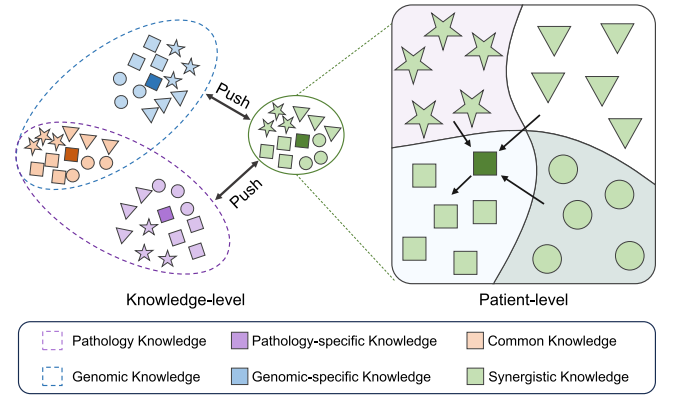 Push
Push
Knowledge-level
Patient-level
Pathology Knowledge
Pathology-specific Knowledge
Common Knowledge
Genomic Knowledge
Genomic-specific Knowledge
Synergistic Knowledge